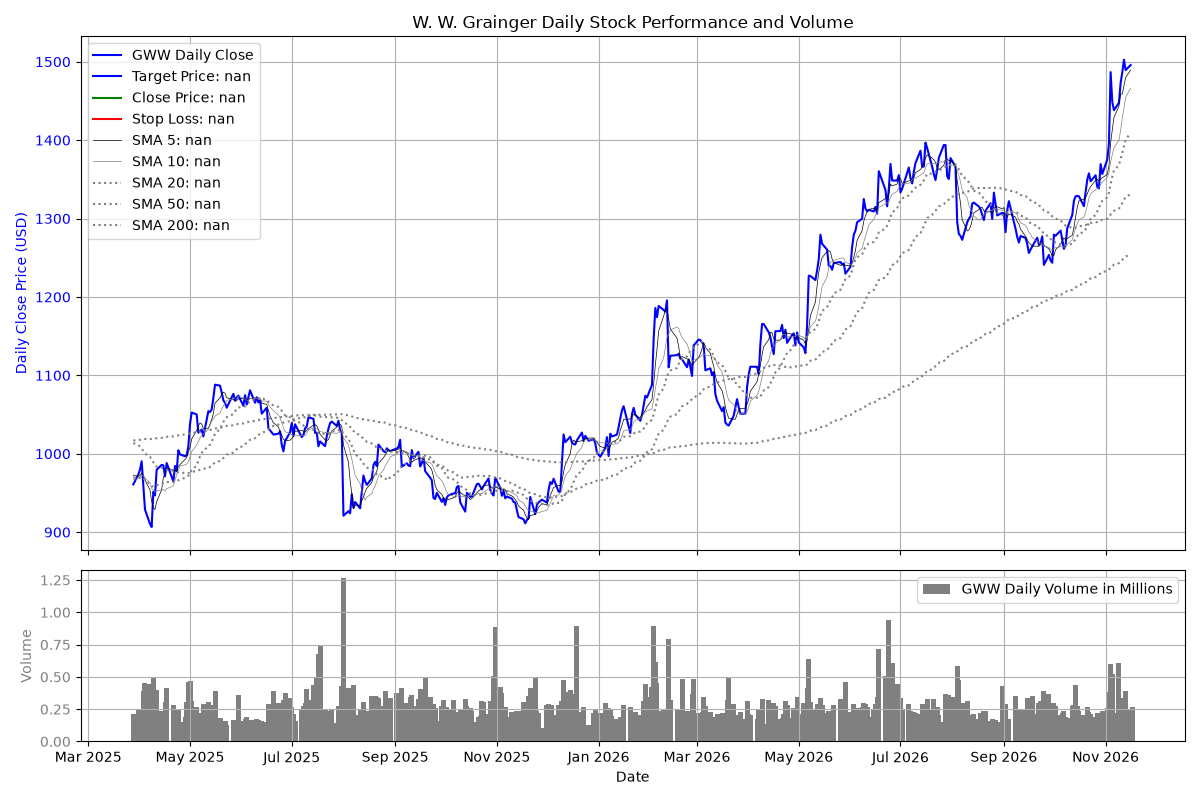 W. W. Grainger Daily Stock Performance and Volume
GWW Daily Close
Target Price: nan
Close Price: nan
Stop Loss: nan
SMA 5: nan
SMA 10: nan
SMA 20: nan
SMA 50: nan
SMA 200: nan
1500
1400
1300
1200
1100
1000
900
Daily Close Price (USD)
GWW Daily Volume in Millions
1.25
1.00
0.75
0.50
0.25
0.00
Volume
Mar 2025 May 2025 Jul 2025 Sep 2025 Nov 2025 Jan 2026 Mar 2026 May 2026 Jul 2026 Sep 2026 Nov 2026
Date